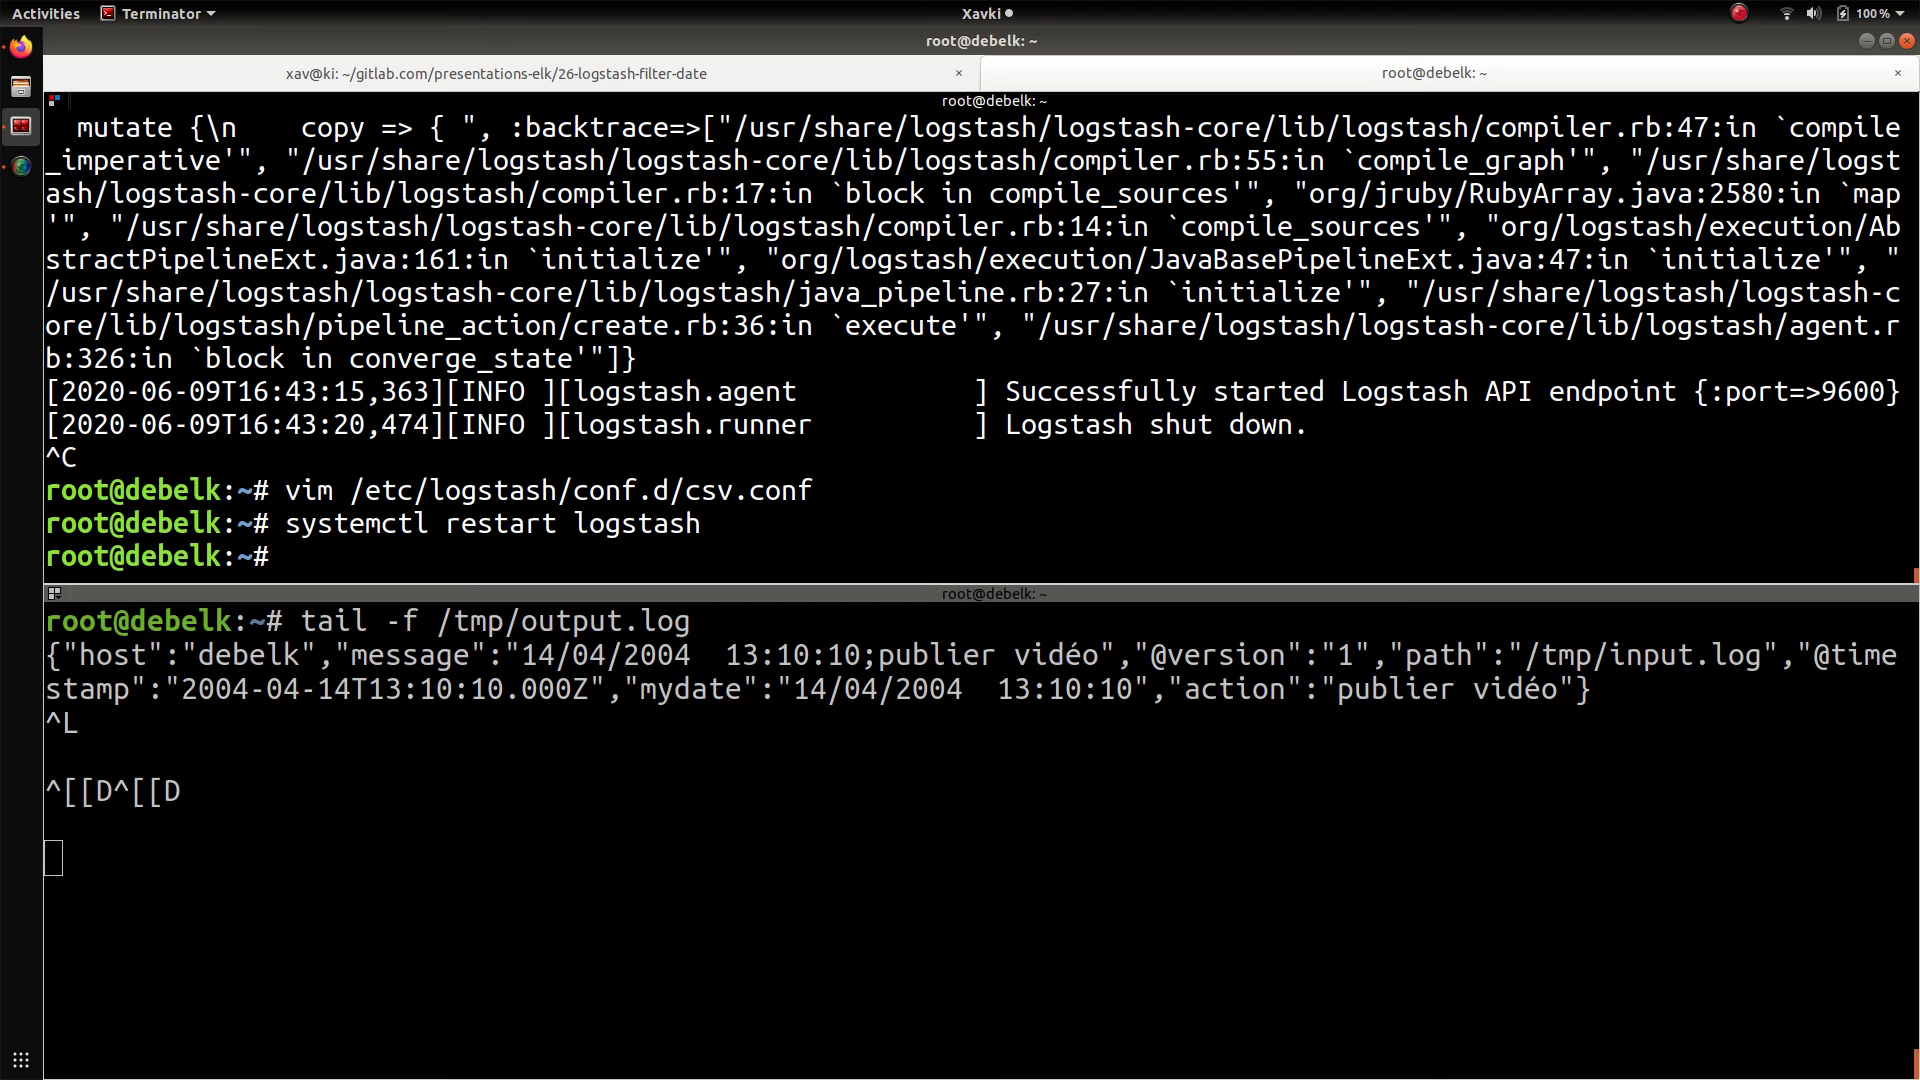 Activities
Terminator
Xavki
100 %
root@debelk: ~
xav@ki: ~/gitlab.com/presentations-elk/26-logstash-filter-date ×
root@debelk: ~ ×
root@debelk: ~
  mutate {\n    copy => { ", :backtrace=>["/usr/share/logstash/logstash-core/lib/logstash/compiler.rb:47:in `compile
_imperative'", "/usr/share/logstash/logstash-core/lib/logstash/compiler.rb:55:in `compile_graph'", "/usr/share/logst
ash/logstash-core/lib/logstash/compiler.rb:17:in `block in compile_sources'", "org/jruby/RubyArray.java:2580:in `map
'", "/usr/share/logstash/logstash-core/lib/logstash/compiler.rb:14:in `compile_sources'", "org/logstash/execution/Ab
stractPipelineExt.java:161:in `initialize'", "org/logstash/execution/JavaBasePipelineExt.java:47:in `initialize'", "
/usr/share/logstash/logstash-core/lib/logstash/java_pipeline.rb:27:in `initialize'", "/usr/share/logstash/logstash-c
ore/lib/logstash/pipeline_action/create.rb:36:in `execute'", "/usr/share/logstash/logstash-core/lib/logstash/agent.r
b:326:in `block in converge_state'"]}
[2020-06-09T16:43:15,363][INFO ][logstash.agent           ] Successfully started Logstash API endpoint {:port=>9600}
[2020-06-09T16:43:20,474][INFO ][logstash.runner          ] Logstash shut down.
^C
root@debelk:~# vim /etc/logstash/conf.d/csv.conf
root@debelk:~# systemctl restart logstash
root@debelk:~#
root@debelk: ~
root@debelk:~# tail -f /tmp/output.log
{"host":"debelk","message":"14/04/2004  13:10:10;publier vidéo","@version":"1","path":"/tmp/input.log","@time
stamp":"2004-04-14T13:10:10.000Z","mydate":"14/04/2004  13:10:10","action":"publier vidéo"}
^L
^[[D^[[D